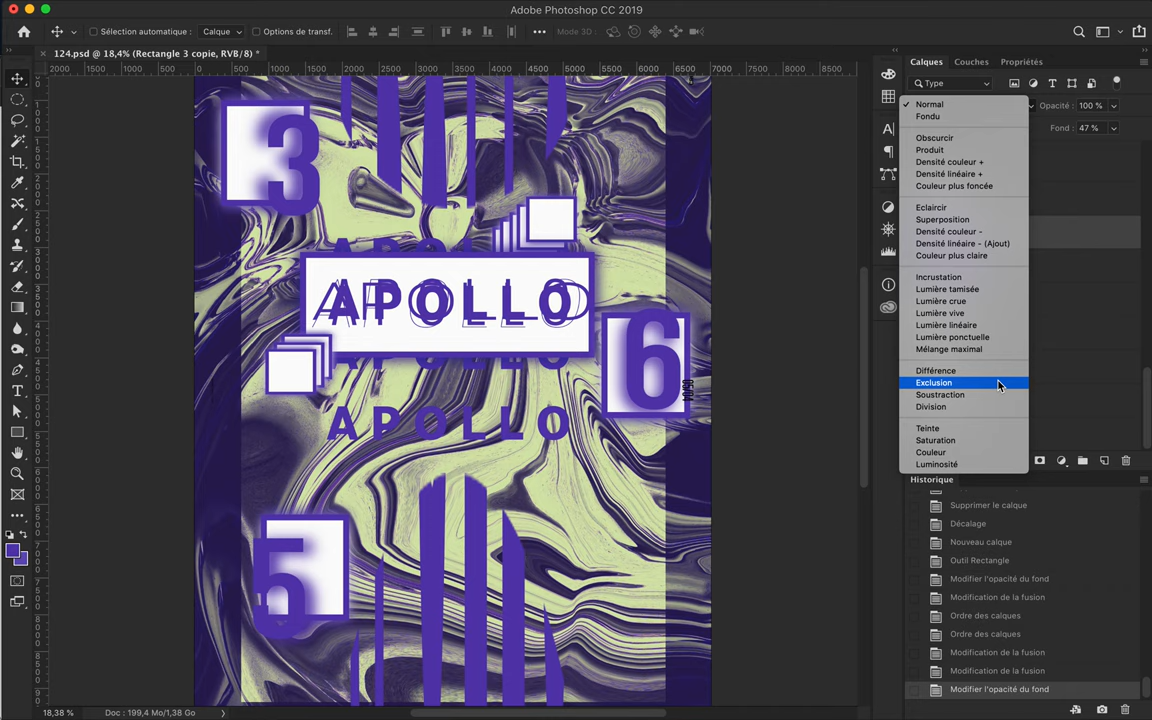 Adobe Photoshop CC 2019
Sélection automatique :
Calque
Options de transf.
Mode 3D :
124.psd @ 18,4% (Rectangle 3 copie, RVB/8) *
2000 1500 1000 500 0 500 1000 1500 2000 2500 3000 3500 4000 4500 5000 5500 6000 6500 7000 7500 8000 8500
3
APOLLO
APOLLO
6
05/04
APOLLO
5
Calques
Couches
Propriétés
Type
Opacité : 100 %
Fond : 47 %
Normal
Fondu
Obscurcir
Produit
Densité couleur +
Densité linéaire +
Couleur plus foncée
Eclaircir
Superposition
Densité couleur -
Densité linéaire - (Ajout)
Couleur plus claire
Incrustation
Lumière tamisée
Lumière crue
Lumière vive
Lumière linéaire
Lumière ponctuelle
Mélange maximal
Différence
Exclusion
Soustraction
Division
Teinte
Saturation
Couleur
Luminosité
Historique
Supprimer le calque
Décalage
Nouveau calque
Outil Rectangle
Modifier l'opacité du fond
Modification de la fusion
Ordre des calques
Ordre des calques
Modification de la fusion
Modification de la fusion
Modifier l'opacité du fond
18,38 %
Doc : 199,4 Mo/1,38 Go